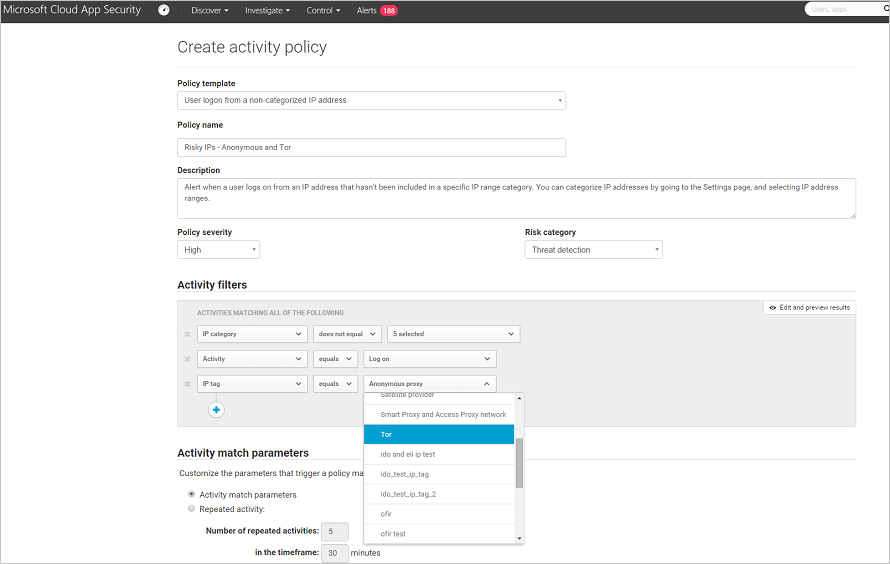 Microsoft Cloud App Security Discover Investigate Control Alerts 188 Users, apps
Create activity policy
Policy template
User logon from a non-categorized IP address
Policy name
Risky IPs - Anonymous and Tor
Description
Alert when a user logs on from an IP address that hasn't been included in a specific IP range category. You can categorize IP addresses by going to the Settings page, and selecting IP address
ranges.
Policy severity Risk category
High Threat detection
Activity filters
Edit and preview results
ACTIVITIES MATCHING ALL OF THE FOLLOWING
IP category does not equal 5 selected
Activity equals Log on
IP tag equals Anonymous proxy
Satellite provider
Smart Proxy and Access Proxy network
Tor
ido and eli ip test
ido_test_ip_tag
ido_test_ip_tag_2
ofir
ofir test
Activity match parameters
Customize the parameters that trigger a policy ma
Activity match parameters
Repeated activity:
Number of repeated activities: 5
in the timeframe: 30 minutes